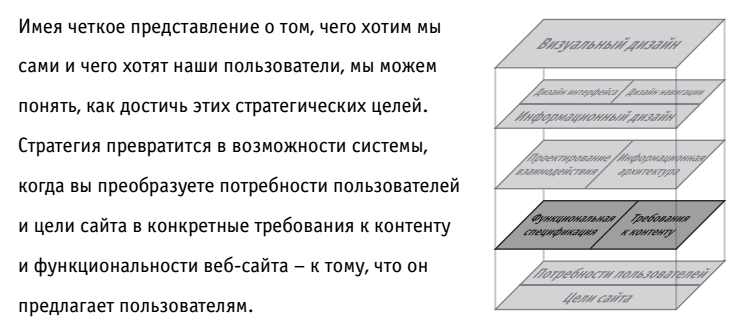 Имея четкое представление о том, чего хотим мы
сами и чего хотят наши пользователи, мы можем
понять, как достичь этих стратегических целей.
Стратегия превратится в возможности системы,
когда вы преобразуете потребности пользователей
и цели сайта в конкретные требования к контенту
и функциональности веб-сайта – к тому, что он
предлагает пользователям.
Визуальный дизайн
Дизайн интерфейса
Дизайн навигации
Информационный дизайн
Проектирование
взаимодействия
Информационная
архитектура
Функциональная
спецификация
Требования
к контенту
Потребности пользователей
Цели сайта